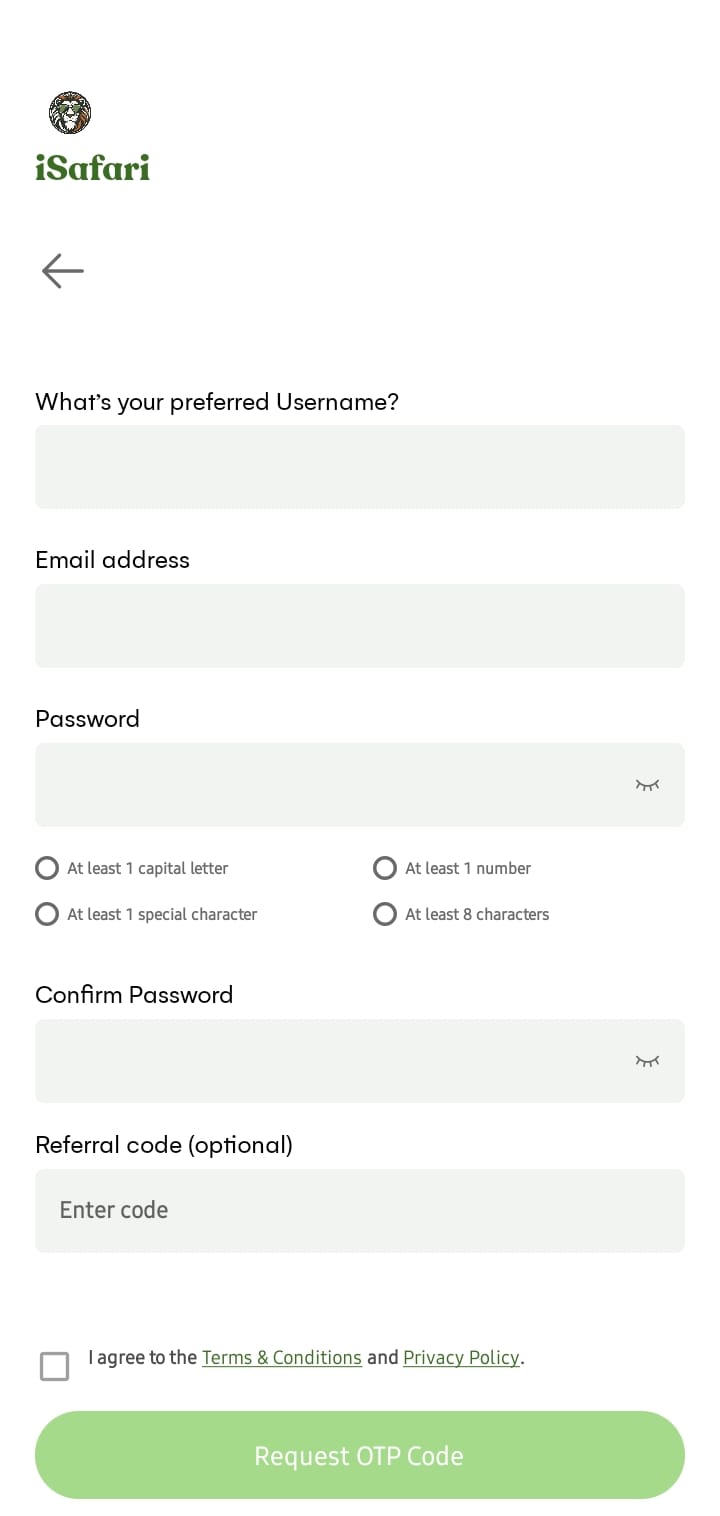 iSafari
What's your preferred Username?
Email address
Password
At least 1 capital letter
At least 1 number
At least 1 special character
At least 8 characters
Confirm Password
Referral code (optional)
Enter code
I agree to the Terms & Conditions and Privacy Policy.
Request OTP Code